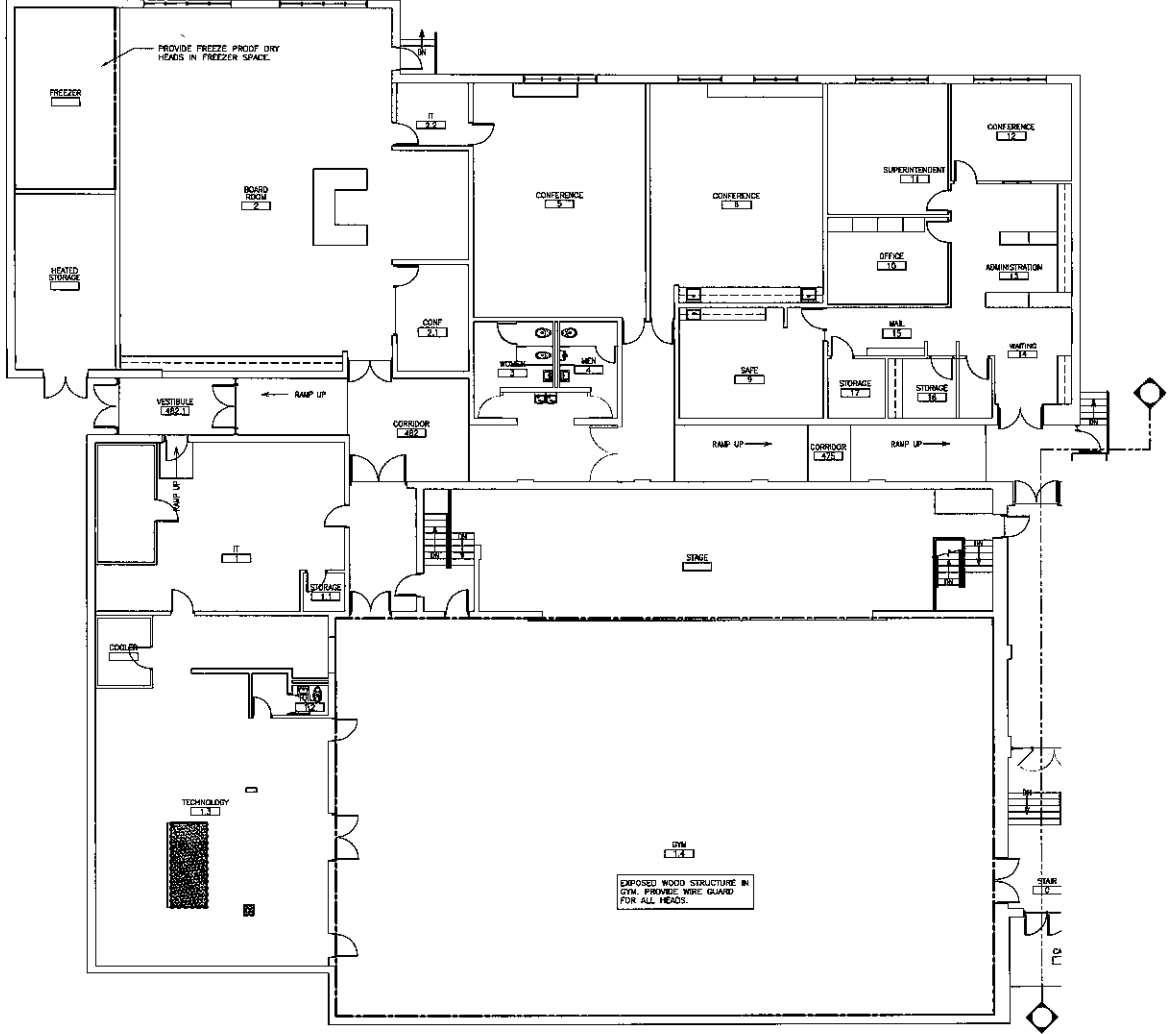 PROVIDE FREEZE PROOF DRY
HEADS IN FREEZER SPACE.
DN
FREEZER
IT
2.2
CONFERENCE
12
SUPERINTENDENT
11
BOARD
ROOM
2
CONFERENCE
5
CONFERENCE
6
OFFICE
10
HEATED
STORAGE
ADMINISTRATION
13
CONF
2.1
MAIL
15
WAITING
14
WOMEN
3
MEN
4
SAFE
9
STORAGE
17
STORAGE
16
VESTIBULE
482.1
RAMP UP
CORRIDOR
482
DN
RAMP UP
CORRIDOR
475
RAMP UP
RAMP UP
IT
1
DN
DN
STAGE
DN
DN
STORAGE
1.1
COOLER
1.2
DN
TECHNOLOGY
1.3
GYM
1.4
EXPOSED WOOD STRUCTURE IN
GYM. PROVIDE WIRE GUARD
FOR ALL HEADS.
STAIR
0